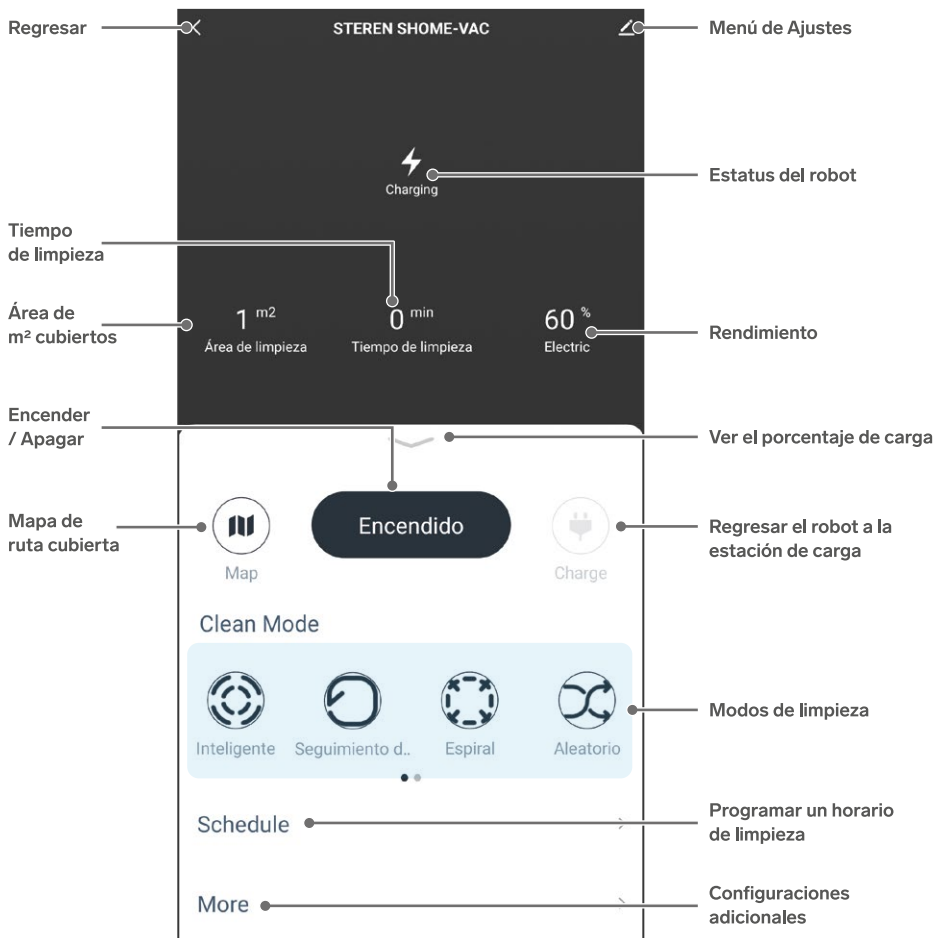 Regresar
STEREN SHOME-VAC
Menú de Ajustes
Charging
Estatus del robot
Tiempo
de limpieza
Área de
m² cubiertos
1 m2
Área de limpieza
0 min
Tiempo de limpieza
60 %
Electric
Rendimiento
Encender
/ Apagar
Ver el porcentaje de carga
Mapa de
ruta cubierta
Map
Encendido
Charge
Regresar el robot a la
estación de carga
Clean Mode
Inteligente
Seguimiento d..
Espiral
Aleatorio
Modos de limpieza
Schedule
Programar un horario
de limpieza
More
Configuraciones
adicionales